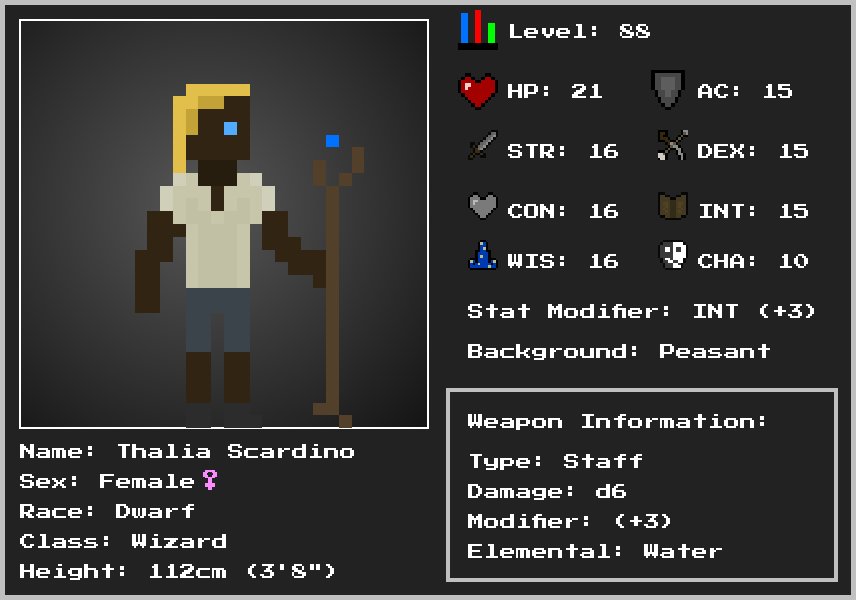 Level: 88
HP: 21
AC: 15
STR: 16
DEX: 15
CON: 16
INT: 15
WIS: 16
CHA: 10
Stat Modifier: INT (+3)
Background: Peasant
Weapon Information:
Type: Staff
Damage: d6
Modifier: (+3)
Elemental: Water
Name: Thalia Scardino
Sex: Female♀
Race: Dwarf
Class: Wizard
Height: 112cm (3'8")